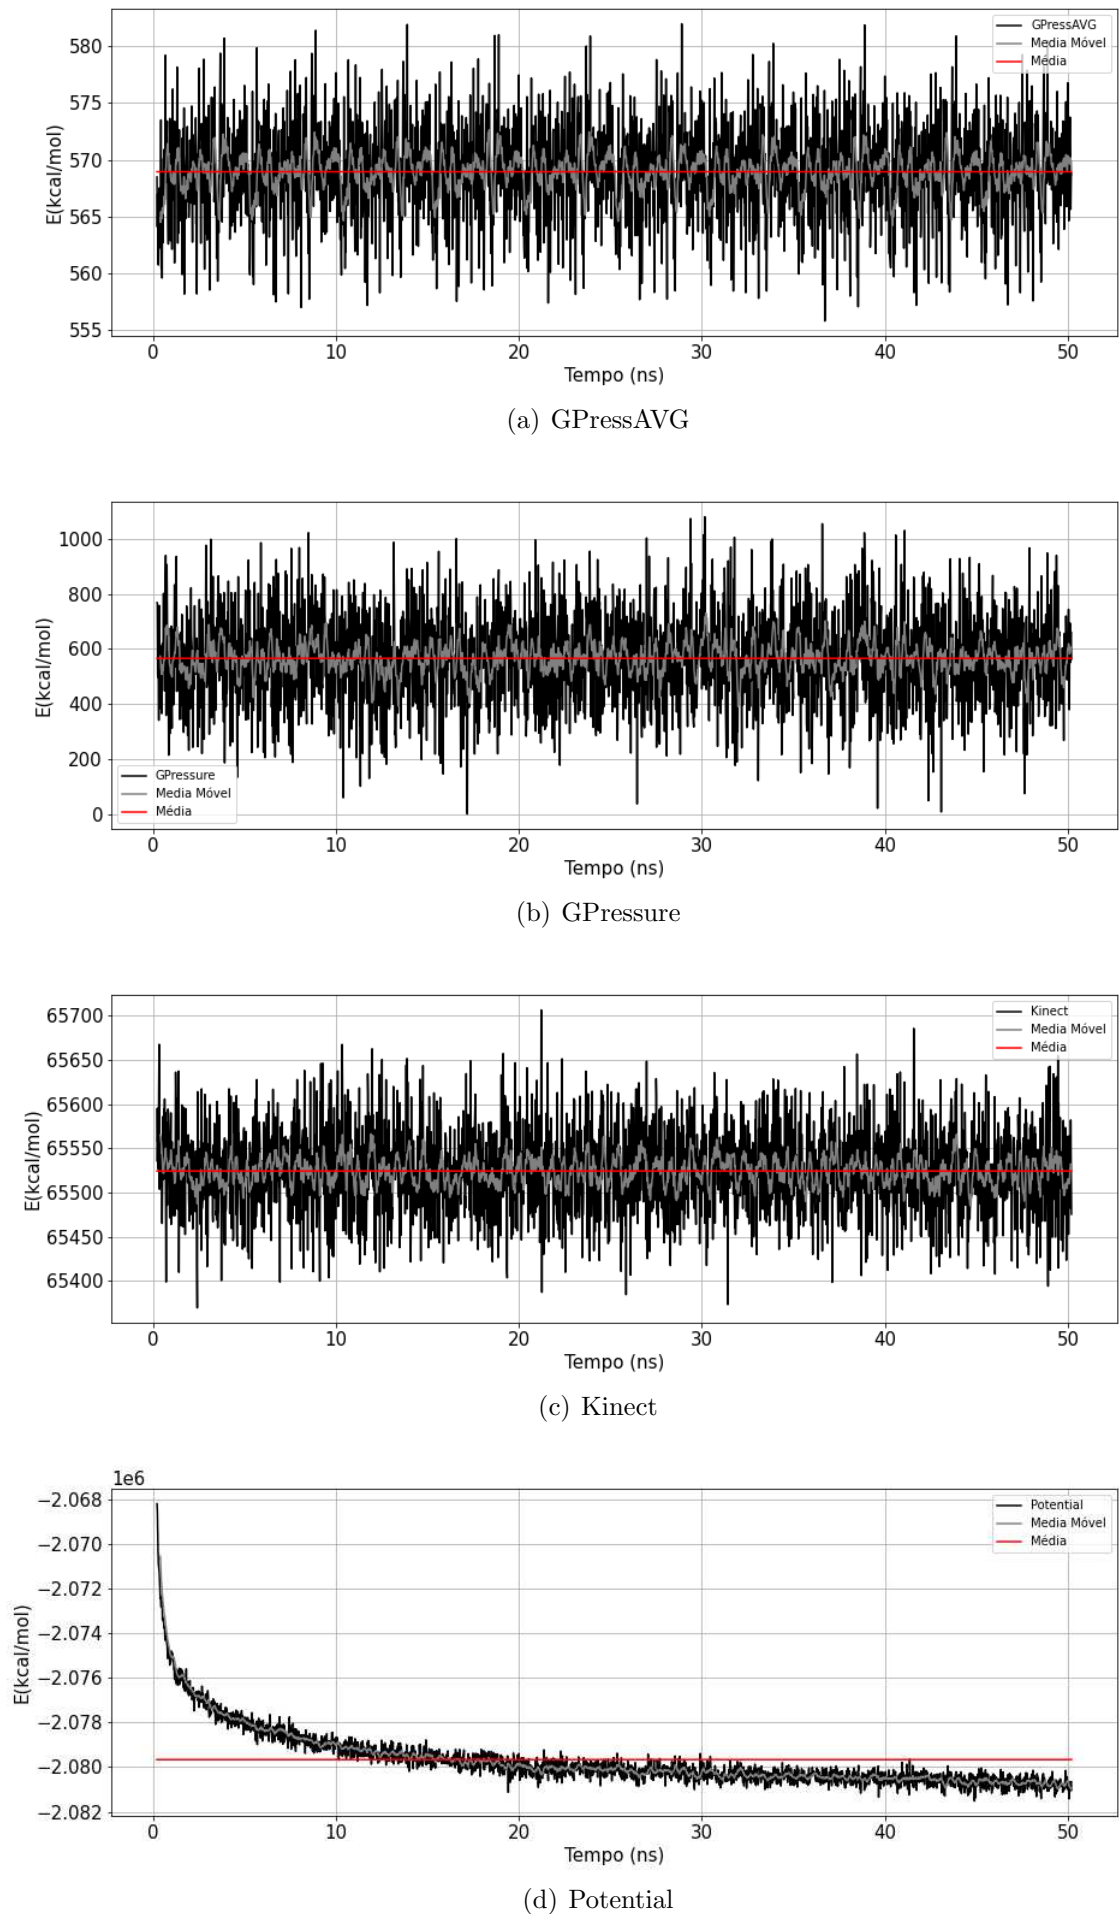 580
575
570
565
560
555
E(kcal/mol)
GPressAVG
Media Móvel
Média
0 10 20 30 40 50
Tempo (ns)
(a) GPressAVG
1000
800
600
400
200
0
E(kcal/mol)
GPressure
Media Móvel
Média
0 10 20 30 40 50
Tempo (ns)
(b) GPressure
65700
65650
65600
65550
65500
65450
65400
E(kcal/mol)
Kinect
Media Móvel
Média
0 10 20 30 40 50
Tempo (ns)
(c) Kinect
1e6
−2.068
−2.070
−2.072
−2.074
−2.076
−2.078
−2.080
−2.082
E(kcal/mol)
Potential
Media Móvel
Média
0 10 20 30 40 50
Tempo (ns)
(d) Potential